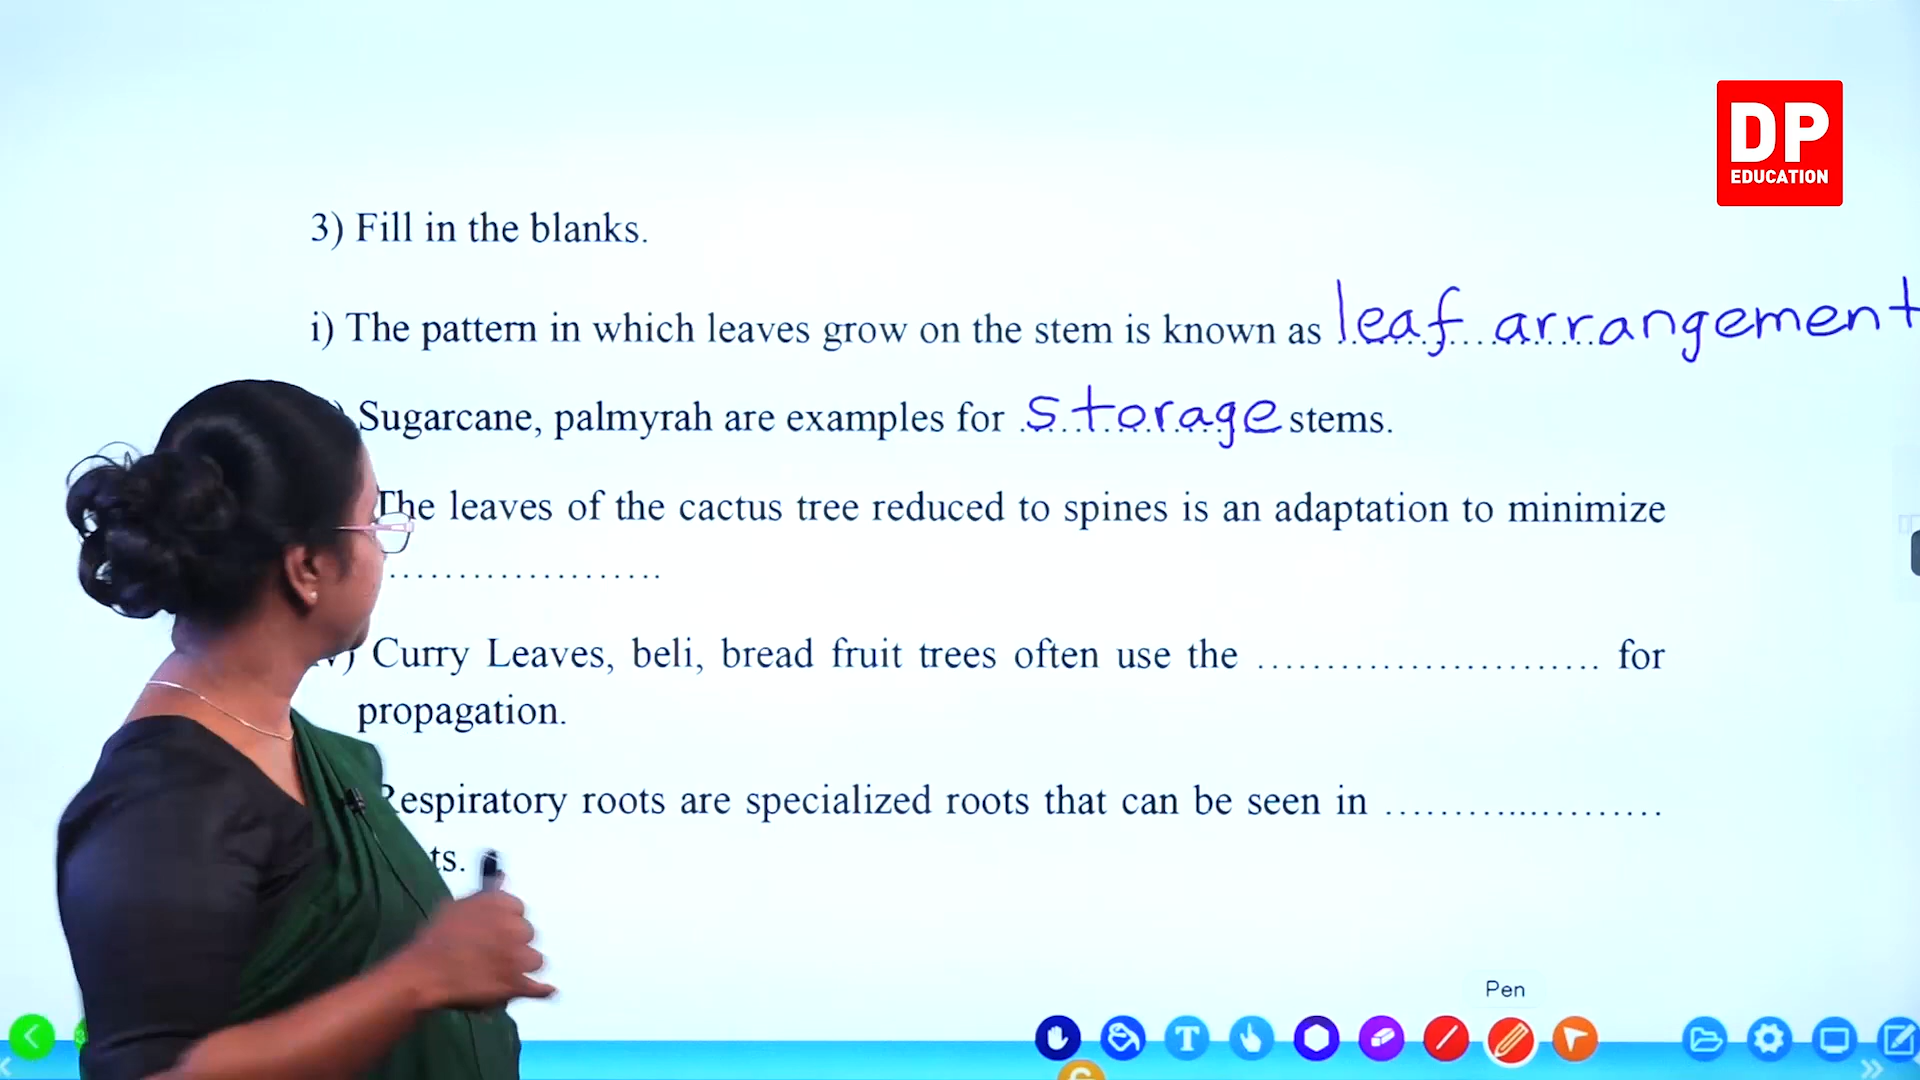 DP
EDUCATION
3) Fill in the blanks.
i) The pattern in which leaves grow on the stem is known as leaf arrangement
Sugarcane, palmyrah are examples for storage stems.
The leaves of the cactus tree reduced to spines is an adaptation to minimize
....................
Curry Leaves, beli, bread fruit trees often use the ......................... for
propagation.
Respiratory roots are specialized roots that can be seen in ......................
Pen